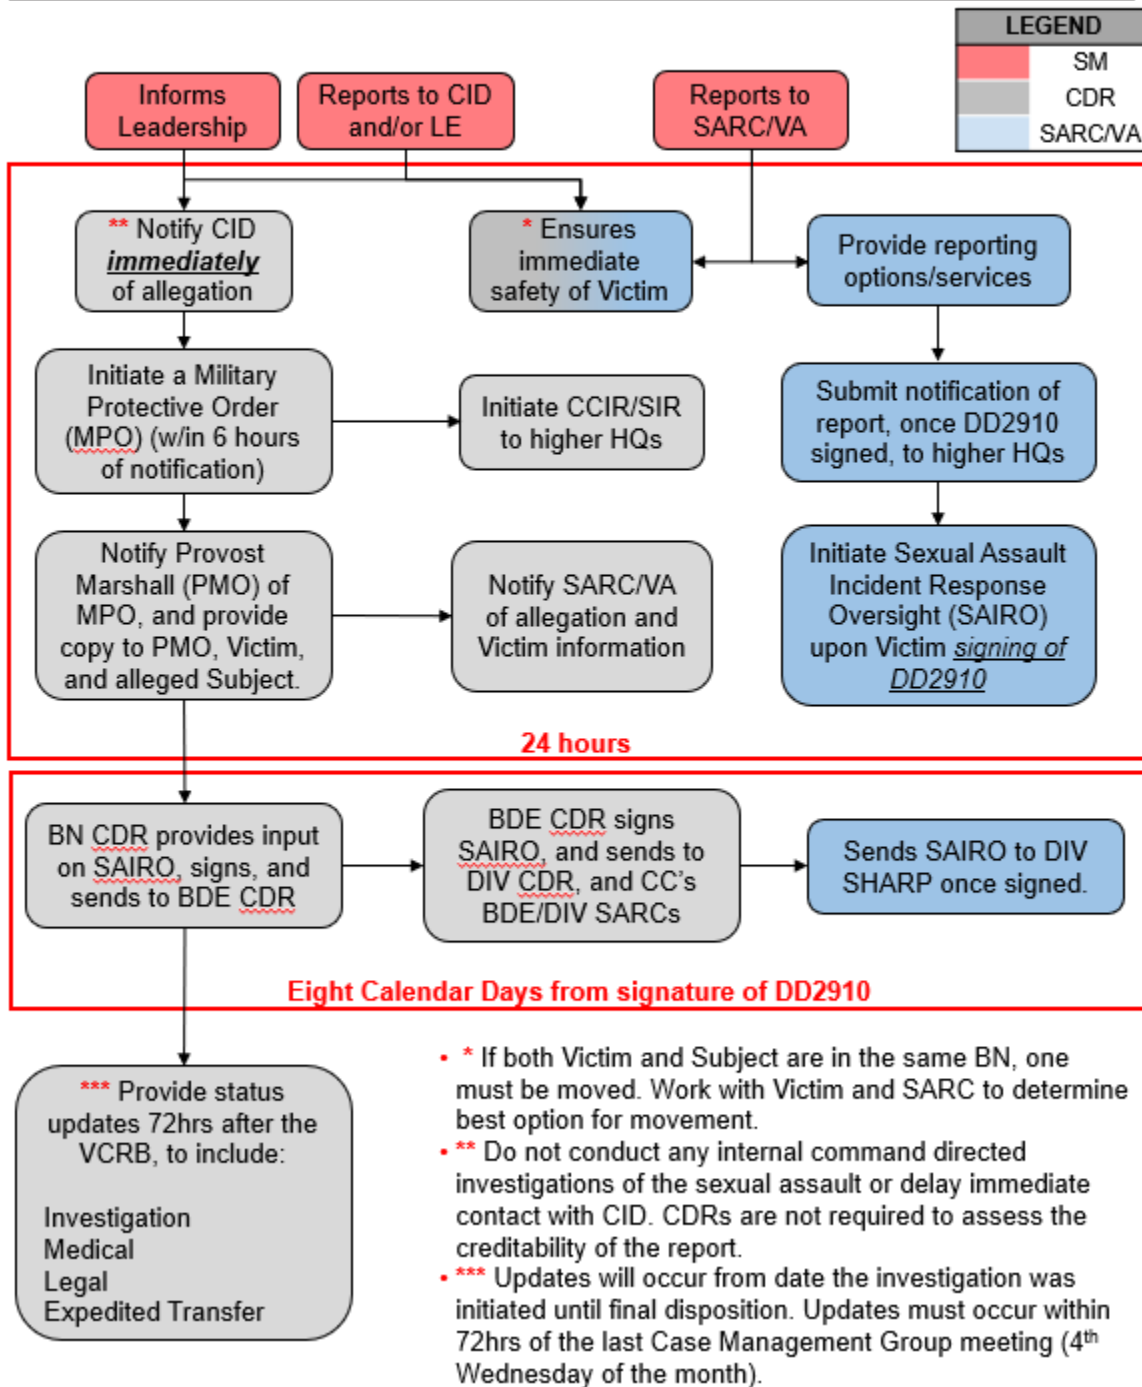 LEGEND
SM
CDR
SARC/VA
Informs
Leadership
Reports to CID
and/or LE
Reports to
SARC/VA
** Notify CID
immediately
of allegation
* Ensures
immediate
safety of Victim
Provide reporting
options/services
Initiate a Military
Protective Order
(MPO) (w/in 6 hours
of notification)
Initiate CCIR/SIR
to higher HQs
Submit notification of
report, once DD2910
signed, to higher HQs
Notify Provost
Marshall (PMO) of
MPO, and provide
copy to PMO, Victim,
and alleged Subject.
Notify SARC/VA
of allegation and
Victim information
Initiate Sexual Assault
Incident Response
Oversight (SAIRO)
upon Victim signing of
DD2910
24 hours
BN CDR provides input
on SAIRO, signs, and
sends to BDE CDR
BDE CDR signs
SAIRO, and sends to
DIV CDR, and CC's
BDE/DIV SARCs
Sends SAIRO to DIV
SHARP once signed.
Eight Calendar Days from signature of DD2910
*** Provide status
updates 72hrs after the
VCRB, to include:
Investigation
Medical
Legal
Expedited Transfer
• * If both Victim and Subject are in the same BN, one
must be moved. Work with Victim and SARC to determine
best option for movement.
• ** Do not conduct any internal command directed
investigations of the sexual assault or delay immediate
contact with CID. CDRs are not required to assess the
creditability of the report.
• *** Updates will occur from date the investigation was
initiated until final disposition. Updates must occur within
72hrs of the last Case Management Group meeting (4th
Wednesday of the month).